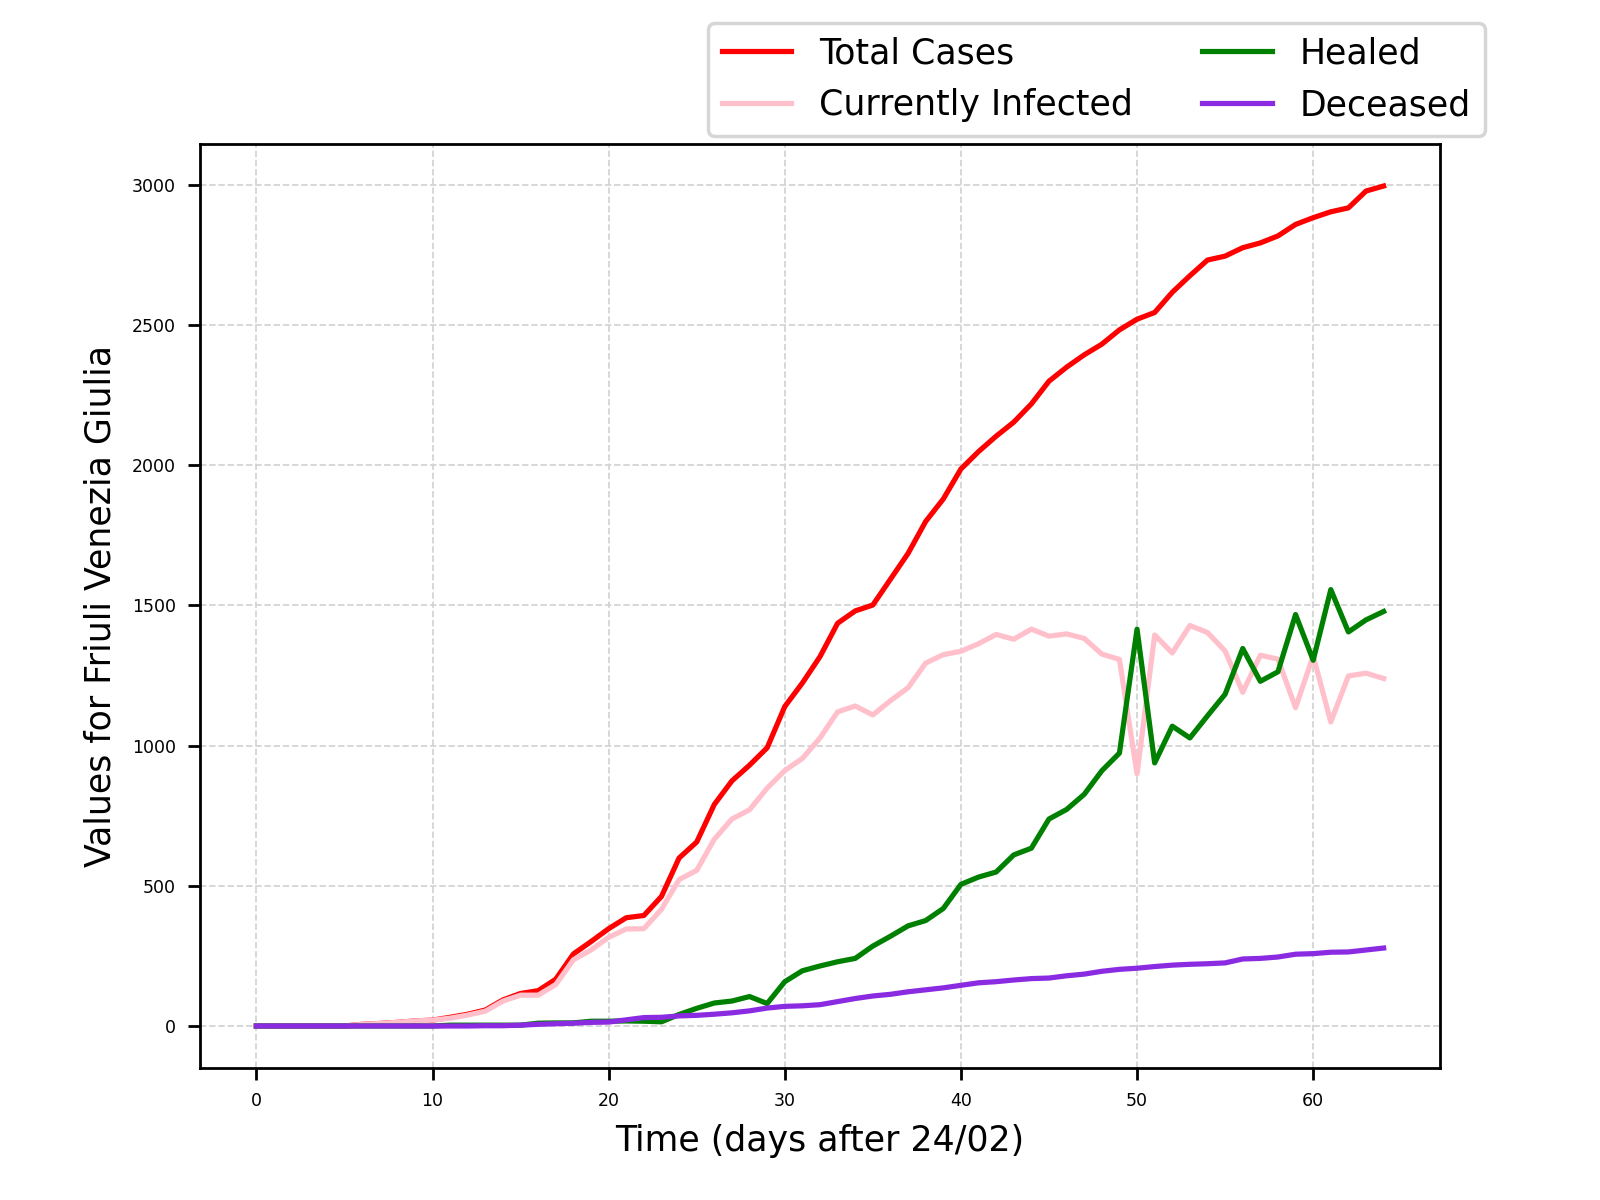 Total Cases
Currently Infected
Healed
Deceased
3000
2500
2000
1500
1000
500
0
Values for Friuli Venezia Giulia
0 10 20 30 40 50 60
Time (days after 24/02)